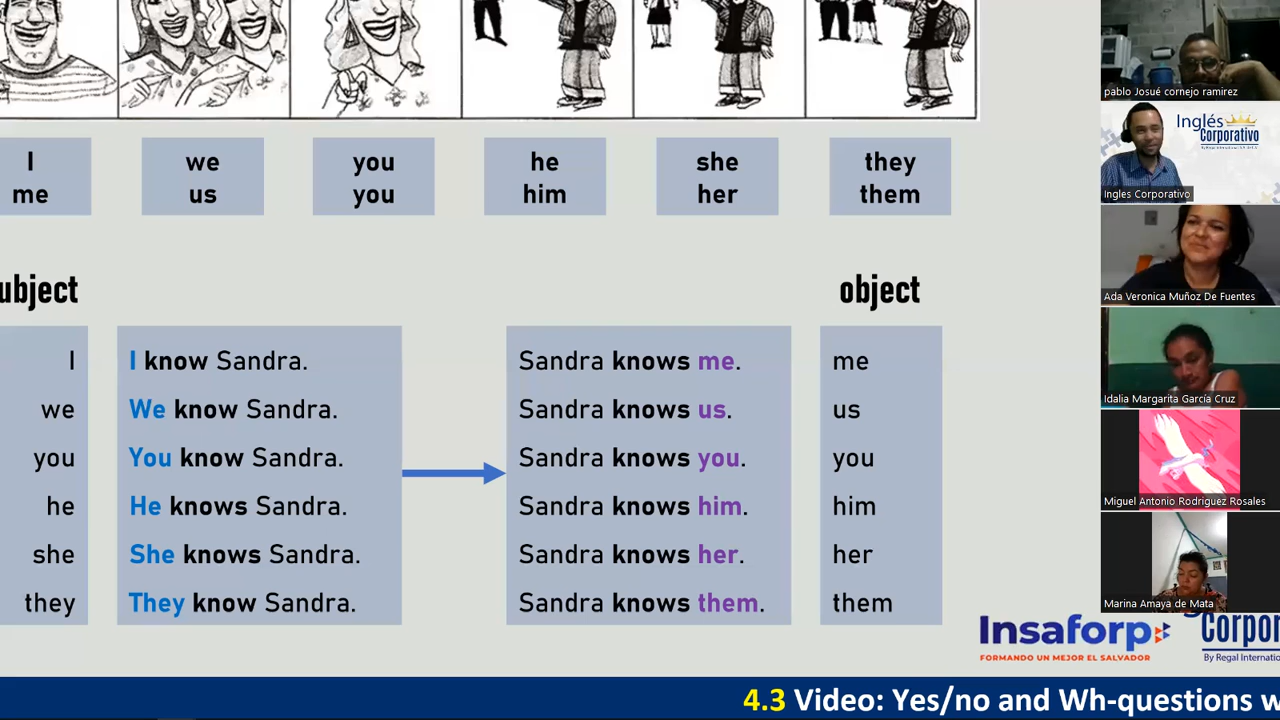 I we you he she they
me us you him her them
ubject object
I I know Sandra. Sandra knows me. me
we We know Sandra. Sandra knows us. us
you You know Sandra. Sandra knows you. you
he He knows Sandra. Sandra knows him. him
she She knows Sandra. Sandra knows her. her
they They know Sandra. Sandra knows them. them
Insaforp
FORMANDO UN MEJOR EL SALVADOR
Corpor
By Regal Internatio
4.3 Video: Yes/no and Wh-questions w
pablo Josué cornejo ramirez
Inglés
Corporativo
Ingles Corporativo
Ada Veronica Muñoz De Fuentes
Idalia Margarita García Cruz
Miguel Antonio Rodriguez Rosales
Marina Amaya de Mata